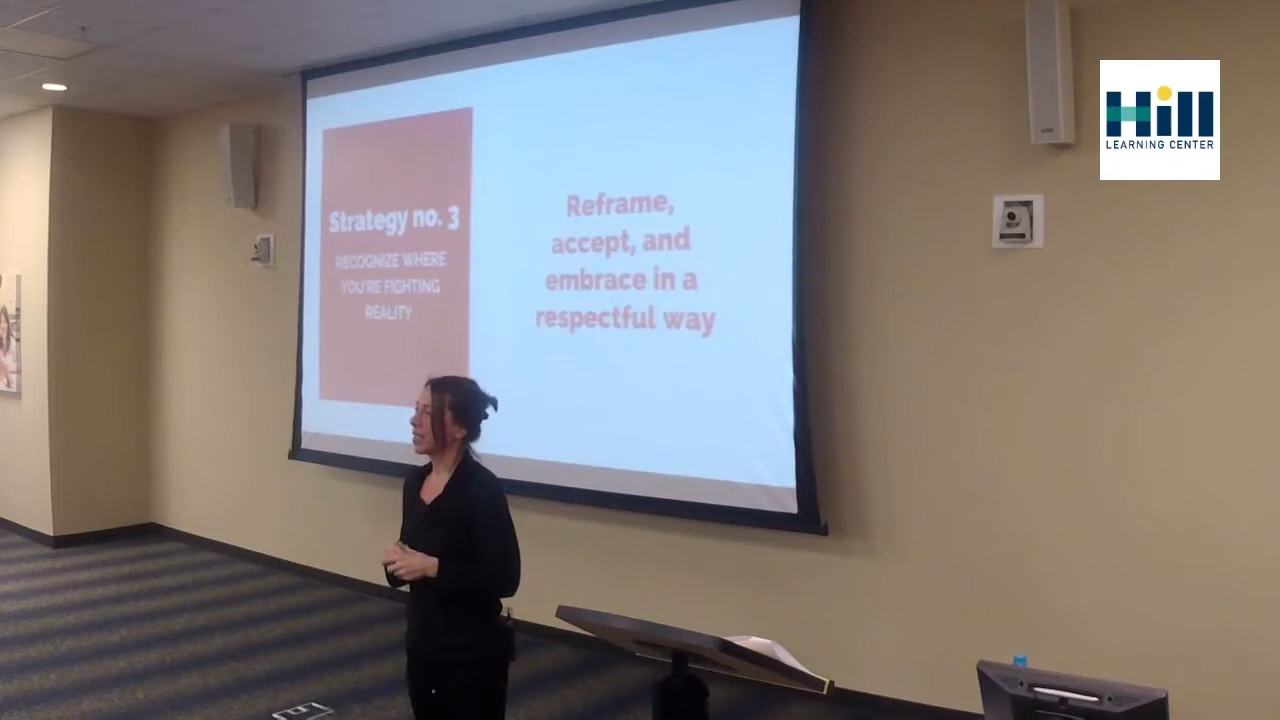 Strategy no. 3
RECOGNIZE WHERE
YOU'RE FIGHTING
REALITY
Reframe,
accept, and
embrace in a
respectful way
Hill
LEARNING CENTER